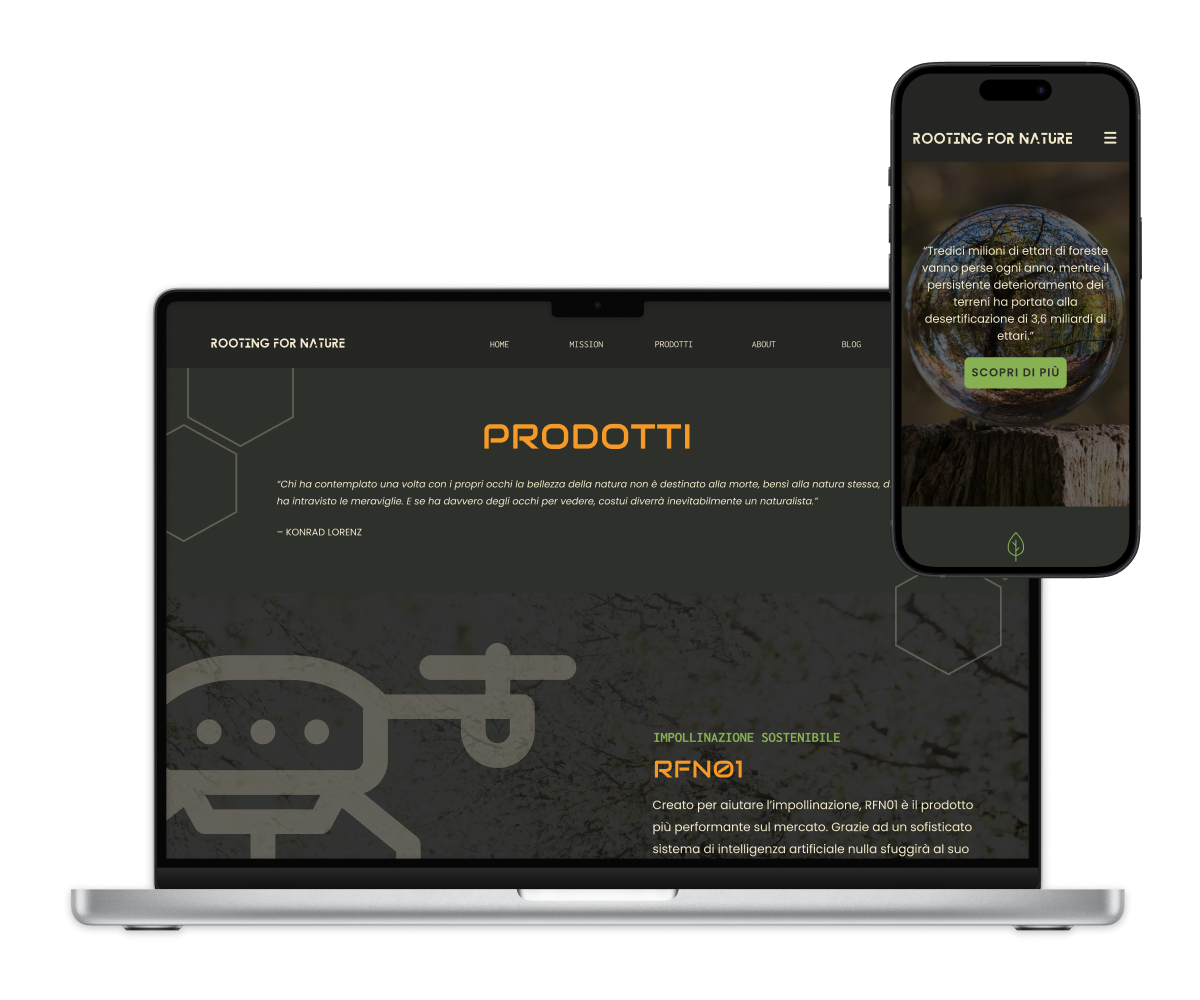 ROOTING FOR NATURE
“Tredici milioni di ettari di foreste
vanno perse ogni anno, mentre il
persistente deterioramento dei
terreni ha portato alla
desertificazione di 3,6 miliardi di
ettari.”
SCOPRI DI PIÙ
ROOTING FOR NATURE
HOME MISSION PRODOTTI ABOUT BLOG
PRODOTTI
“Chi ha contemplato una volta con i propri occhi la bellezza della natura non è destinato alla morte, bensì alla natura stessa, d
ha intravisto le meraviglie. E se ha davvero degli occhi per vedere, costui diverrà inevitabilmente un naturalista.”
– KONRAD LORENZ
IMPOLLINAZIONE SOSTENIBILE
RFN01
Creato per aiutare l’impollinazione, RFN01 è il prodotto
più performante sul mercato. Grazie ad un sofisticato
sistema di intelligenza artificiale nulla sfuggirà al suo